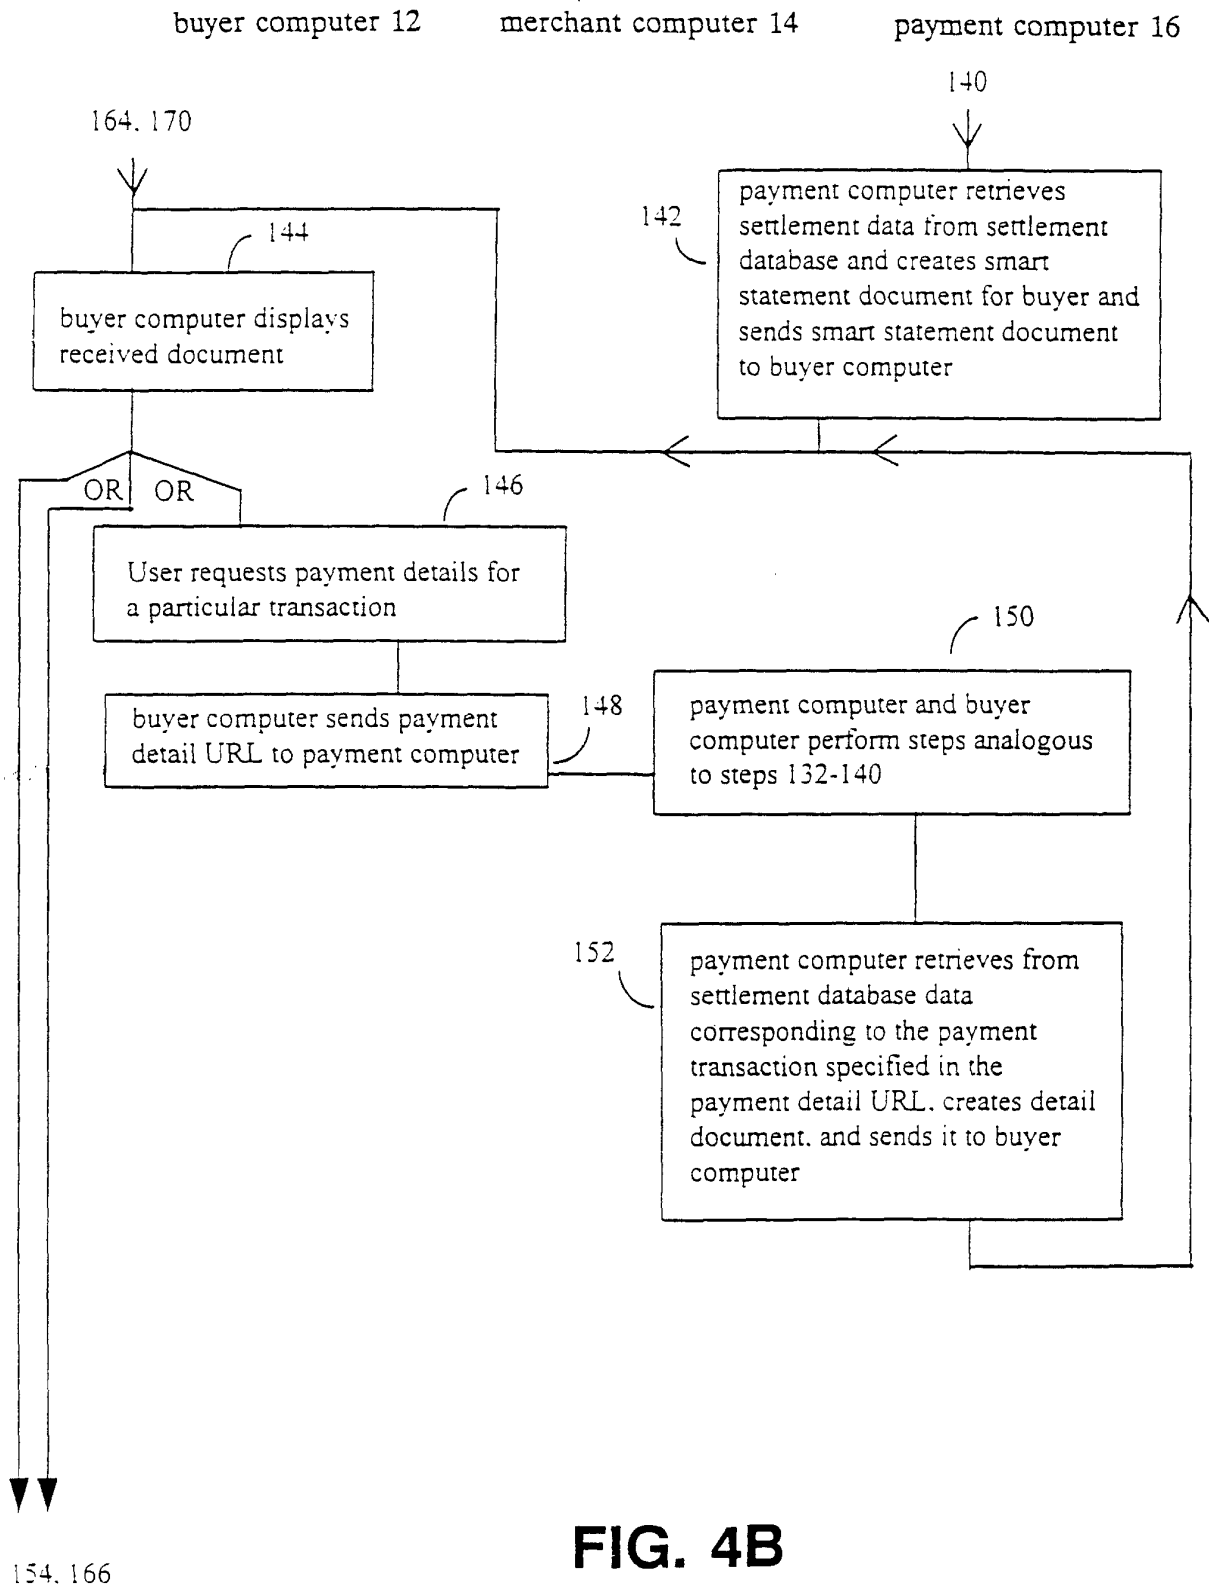 buyer computer 12 merchant computer 14 payment computer 16
140
164, 170
payment computer retrieves
settlement data from settlement
database and creates smart
statement document for buyer and
sends smart statement document
to buyer computer
142
144
buyer computer displays
received document
OR OR
146
User requests payment details for
a particular transaction
buyer computer sends payment
detail URL to payment computer
148
150
payment computer and buyer
computer perform steps analogous
to steps 132-140
152
payment computer retrieves from
settlement database data
corresponding to the payment
transaction specified in the
payment detail URL, creates detail
document, and sends it to buyer
computer
154, 166
FIG. 4B